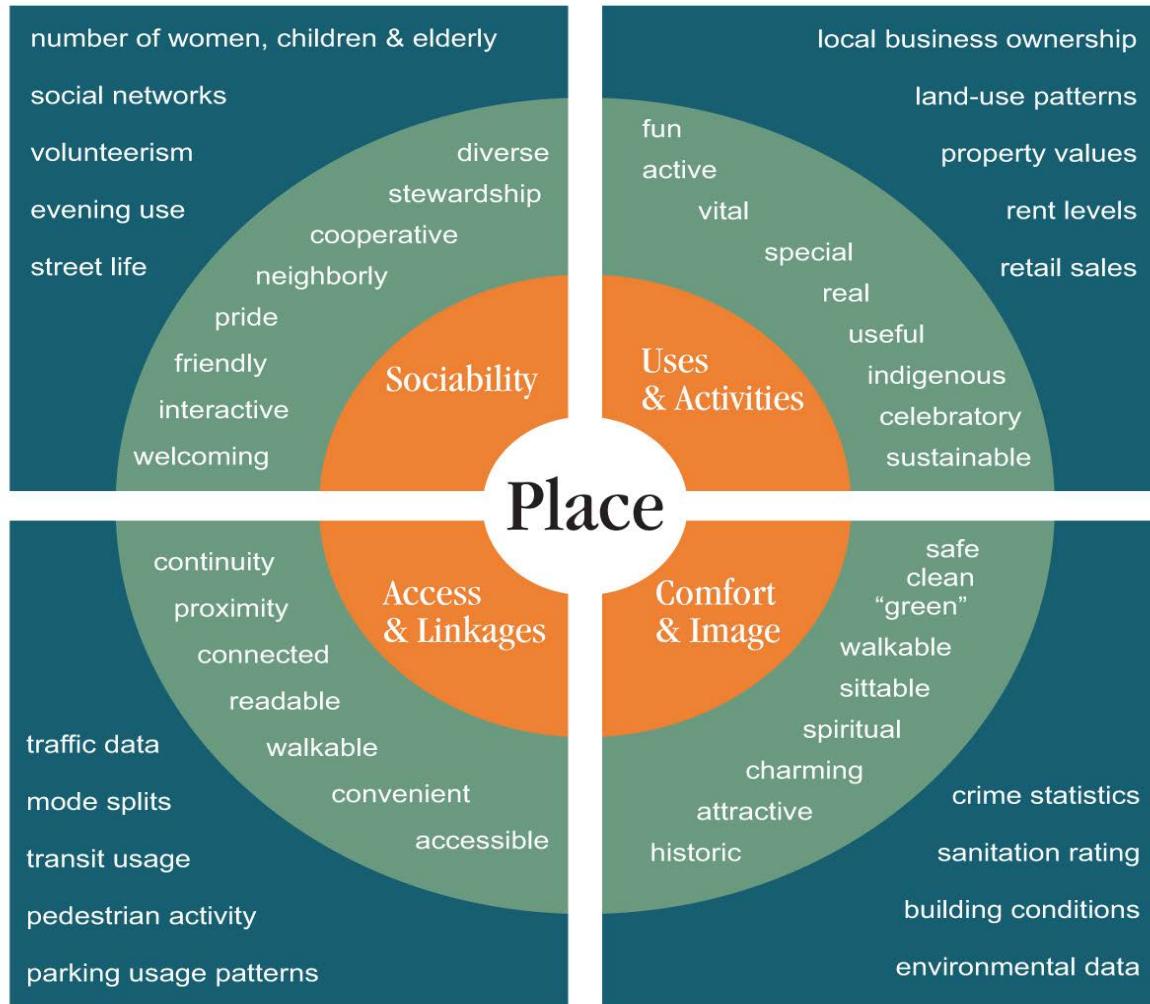 number of women, children & elderly
social networks
volunteerism
evening use
street life
diverse
stewardship
cooperative
neighborly
pride
friendly
interactive
welcoming
Sociability
local business ownership
land-use patterns
property values
rent levels
retail sales
fun
active
vital
special
real
useful
indigenous
celebratory
sustainable
Uses
& Activities
Place
Access
& Linkages
continuity
proximity
connected
readable
walkable
convenient
accessible
traffic data
mode splits
transit usage
pedestrian activity
parking usage patterns
Comfort
& Image
safe
clean
“green”
walkable
sittable
spiritual
charming
attractive
historic
crime statistics
sanitation rating
building conditions
environmental data